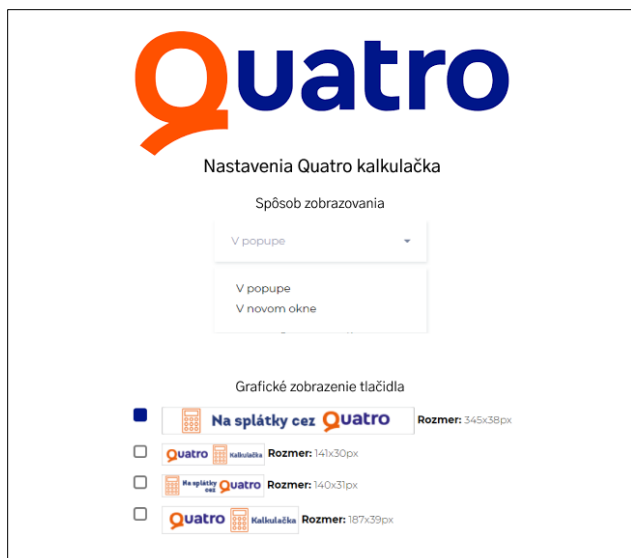 Quatro
Nastavenia Quatro kalkulačka
Spôsob zobrazovania
V popupe
V popupe
V novom okne
Grafické zobrazenie tlačidla
Na splátky cez Quatro Rozmer: 345x38px
Quatro Kalkulačka Rozmer: 141x30px
Na splátky cez Quatro Rozmer: 140x31px
Quatro Kalkulačka Rozmer: 187x39px